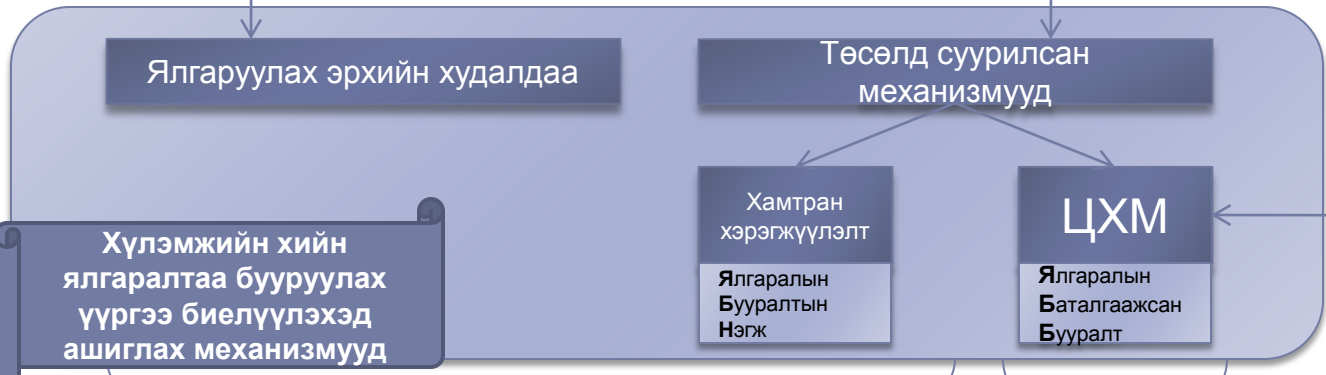 Ялгаруулах эрхийн худалдаа
Төсөлд суурилсан
механизмууд
Хамтран
хэрэгжүүлэлт
ЦХМ
Ялгаралын
Бууралтын
Нэгж
Ялгаралын
Баталгаажсан
Бууралт
Хүлэмжийн хийн
ялгаралтаа бууруулах
үүргээ биелүүлэхэд
ашиглах механизмууд